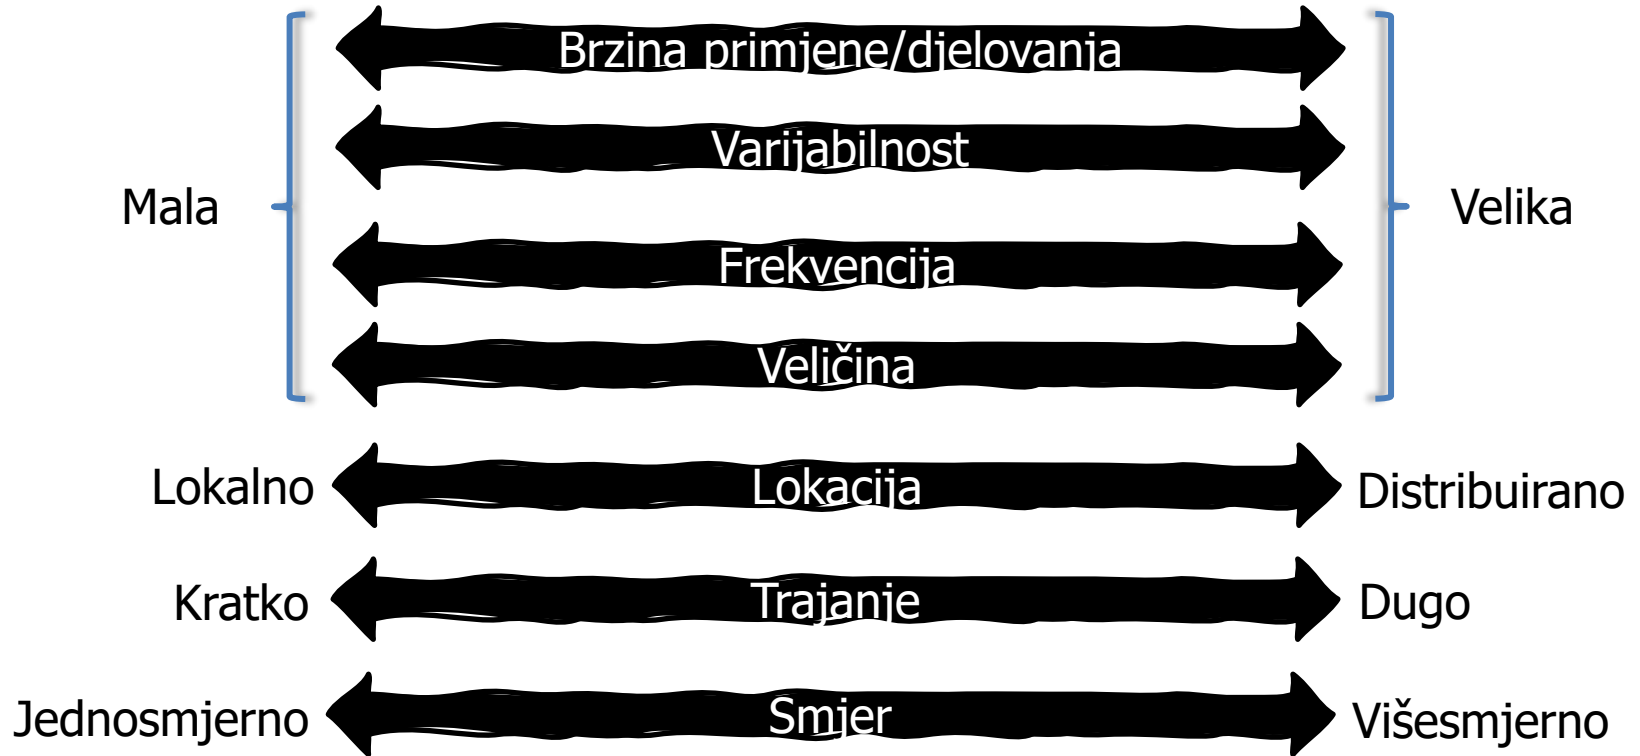 Brzina primjene/djelovanja
Varijabilnost
Mala
Velika
Frekvencija
Veličina
Lokalno
Lokacija
Distribuirano
Kratko
Trajanje
Dugo
Jednosmjerno
Smjer
Višesmjerno